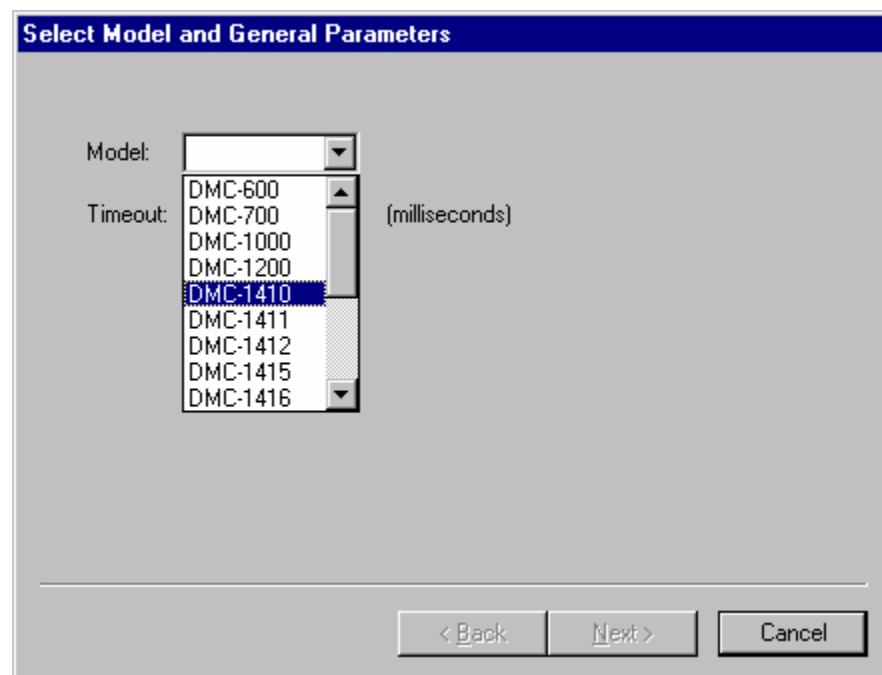 Select Model and General Parameters
Model:
DMC-600
Timeout: DMC-700 (milliseconds)
DMC-1000
DMC-1200
DMC-1410
DMC-1411
DMC-1412
DMC-1415
DMC-1416
< Back Next > Cancel